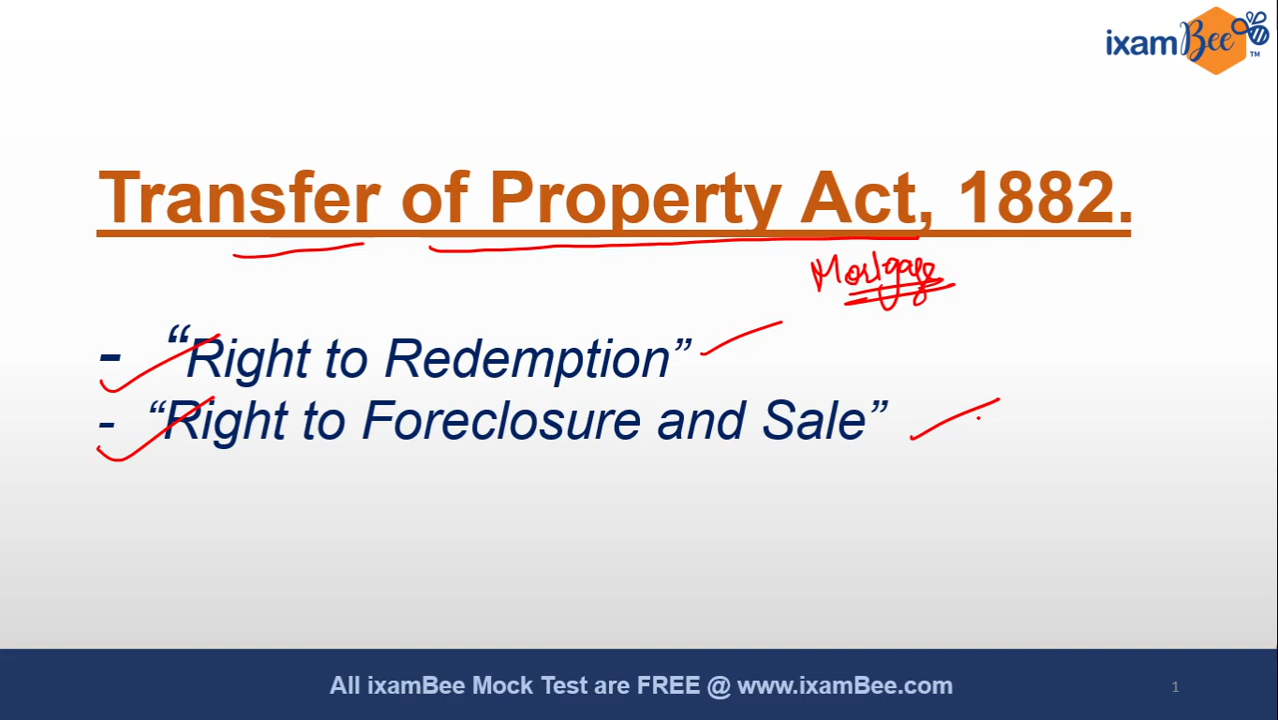 ixamBee TM
Transfer of Property Act, 1882.
Mortgage
- “Right to Redemption”
- “Right to Foreclosure and Sale”
All ixamBee Mock Test are FREE @ www.ixamBee.com
1